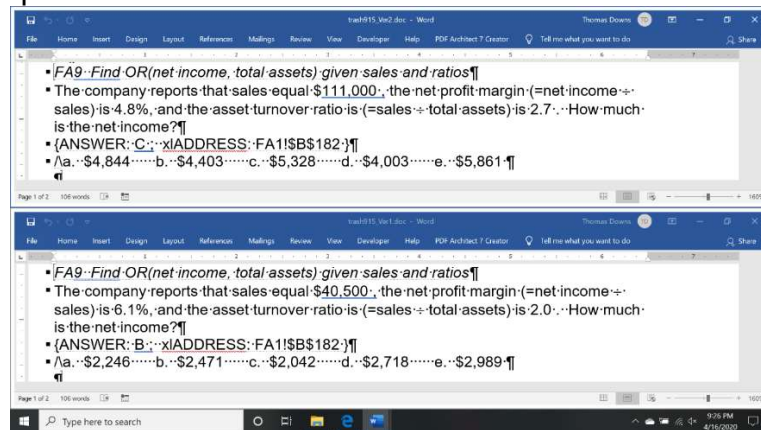 trash915_Ver2.doc - Word
Thomas Downs TD
File Home Insert Design Layout References Mailings Review View Developer Help PDF Architect 7 Creator Tell me what you want to do Share
▪ FA9··Find·OR(net·income,·total·assets)·given·sales·and·ratios¶
▪ The·company·reports·that·sales·equal·$111,000·,·the·net·profit·margin·(=net·income·÷·
sales)·is·4.8%,·and·the·asset·turnover·ratio·is·(=sales·÷·total·assets)·is·2.7·.··How·much·
is·the·net·income?¶
▪ {ANSWER:·C·;··xlADDRESS:·FA1!$B$182·}¶
▪ /\a.··$4,844······b.··$4,403······c.··$5,328······d.··$4,003······e.··$5,861·¶
¶
Page 1 of 2 106 words 160%
trash915_Ver1.doc - Word
Thomas Downs TD
File Home Insert Design Layout References Mailings Review View Developer Help PDF Architect 7 Creator Tell me what you want to do Share
▪ FA9··Find·OR(net·income,·total·assets)·given·sales·and·ratios¶
▪ The·company·reports·that·sales·equal·$40,500·,·the·net·profit·margin·(=net·income·÷·
sales)·is·6.1%,·and·the·asset·turnover·ratio·is·(=sales·÷·total·assets)·is·2.0·.··How·much·
is·the·net·income?¶
▪ {ANSWER:·B·;··xlADDRESS:·FA1!$B$182·}¶
▪ /\a.··$2,246······b.··$2,471······c.··$2,042······d.··$2,718······e.··$2,989·¶
¶
Page 1 of 2 106 words 160%
Type here to search
9:26 PM
4/16/2020